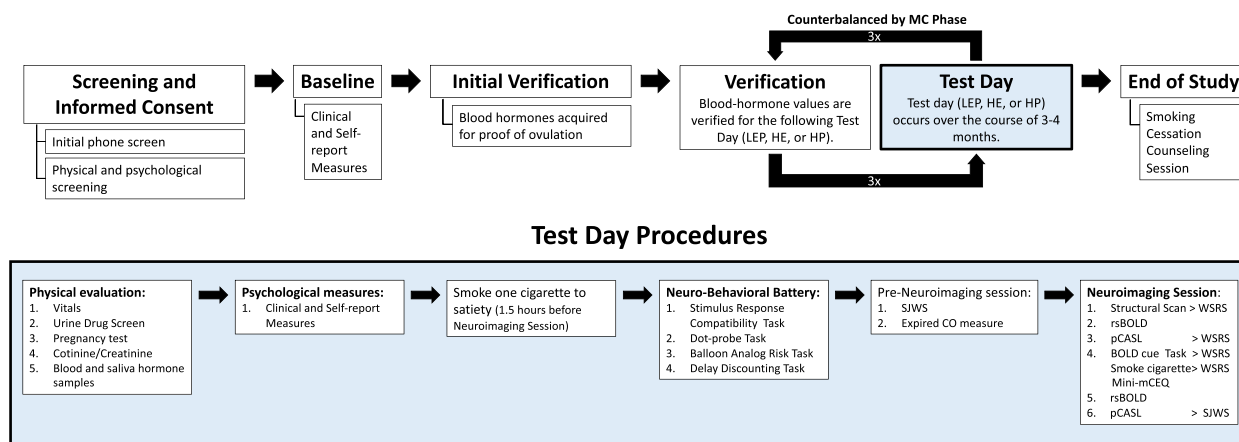 Counterbalanced by MC Phase
3x
Screening and
Informed Consent
Initial phone screen
Physical and psychological
screening
Baseline
Clinical
and Self-
report
Measures
Initial Verification
Blood hormones acquired
for proof of ovulation
Verification
Blood-hormone values are
verified for the following Test
Day (LEP, HE, or HP).
Test Day
Test day (LEP, HE, or HP)
occurs over the course of 3-4
months.
3x
End of Study
Smoking
Cessation
Counseling
Session
Test Day Procedures
Physical evaluation:
1. Vitals
2. Urine Drug Screen
3. Pregnancy test
4. Cotinine/Creatinine
5. Blood and saliva hormone
samples
Psychological measures:
1. Clinical and Self-report
Measures
Smoke one cigarette to
satiety (1.5 hours before
Neuroimaging Session)
Neuro-Behavioral Battery:
1. Stimulus Response
Compatibility Task
2. Dot-probe Task
3. Balloon Analog Risk Task
4. Delay Discounting Task
Pre-Neuroimaging session:
1. SJWS
2. Expired CO measure
Neuroimaging Session:
1. Structural Scan > WSRS
2. rsBOLD
3. pCASL > WSRS
4. BOLD cue Task > WSRS
Smoke cigarette> WSRS
Mini-mCEQ
5. rsBOLD
6. pCASL > SJWS